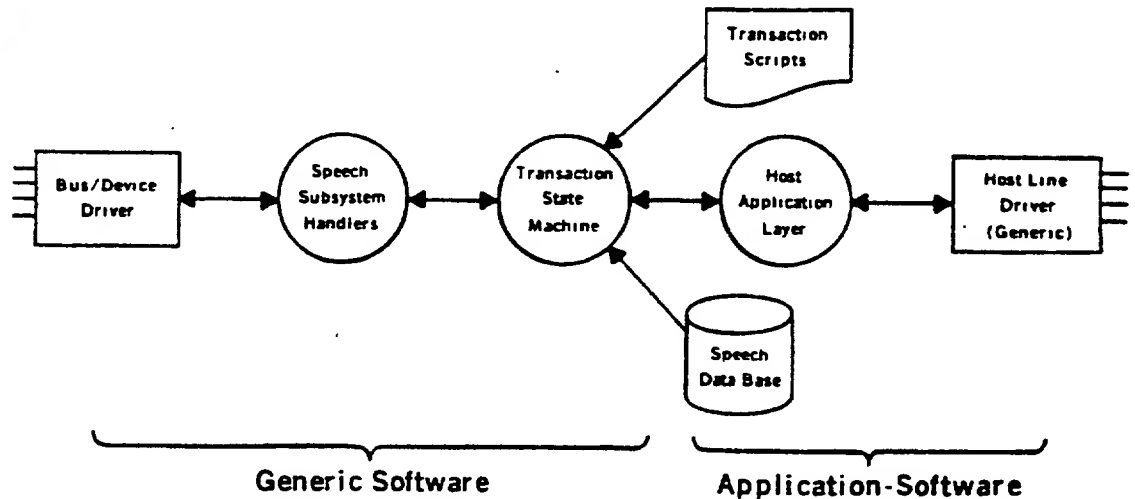 Transaction
Scripts
Bus/Device
Driver
Speech
Subsystem
Handlers
Transaction
State
Machine
Host
Application
Layer
Host Line
Driver
(Generic)
Speech
Data Base
Generic Software
Application-Software